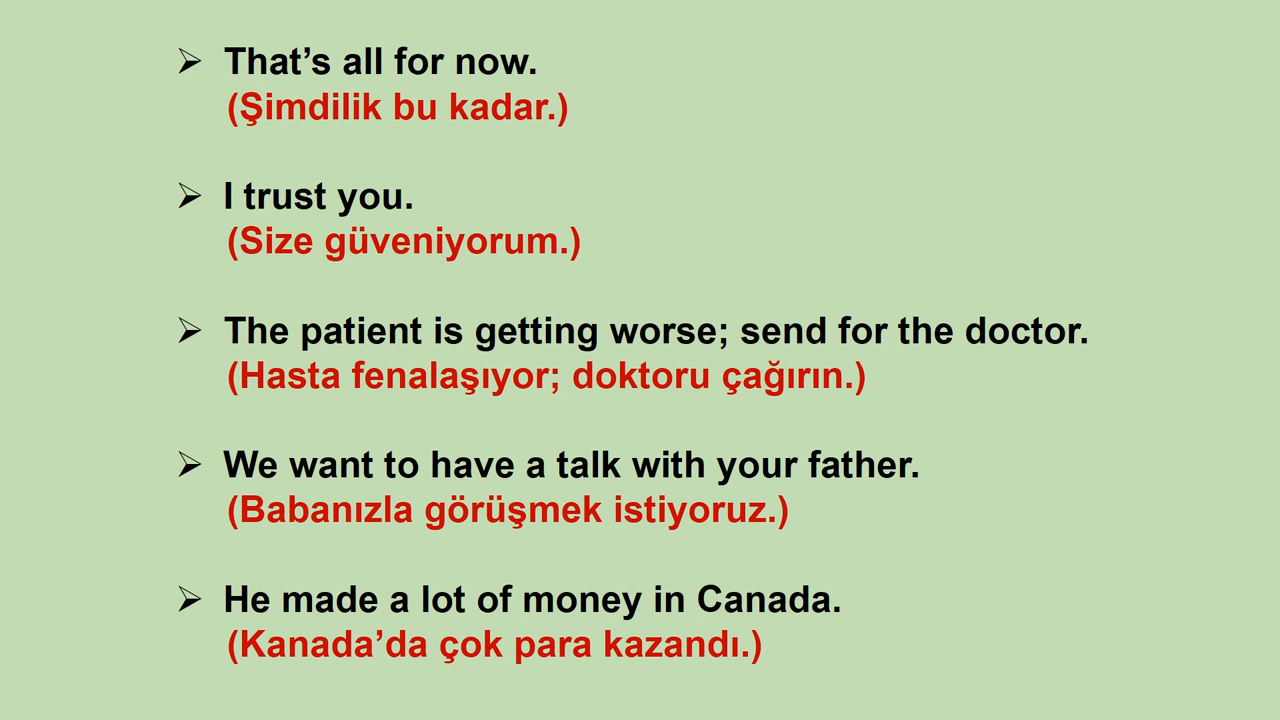 ➢ That’s all for now.
(Şimdilik bu kadar.)
➢ I trust you.
(Size güveniyorum.)
➢ The patient is getting worse; send for the doctor.
(Hasta fenalaşıyor; doktoru çağırın.)
➢ We want to have a talk with your father.
(Babanızla görüşmek istiyoruz.)
➢ He made a lot of money in Canada.
(Kanada’da çok para kazandı.)